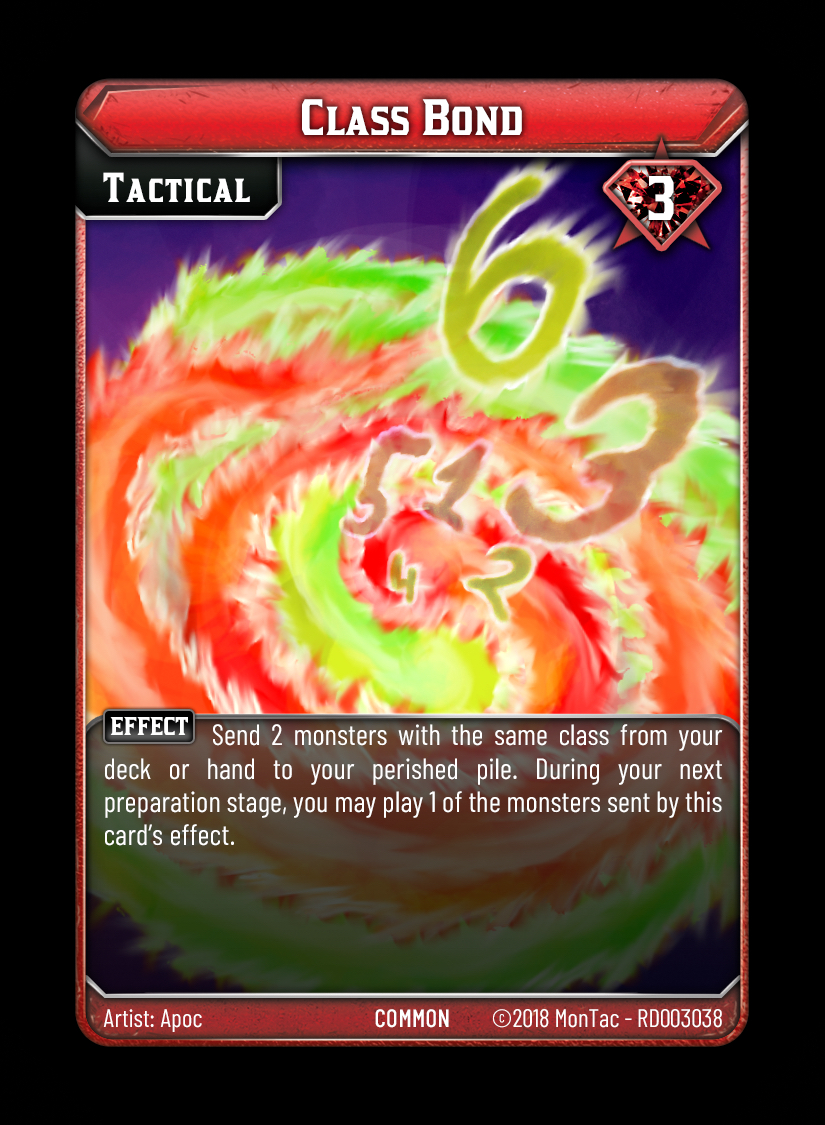 Class Bond
Tactical
3
6
3
5 1
4 2
EFFECT Send 2 monsters with the same class from your
deck or hand to your perished pile. During your next
preparation stage, you may play 1 of the monsters sent by this
card's effect.
Artist: Apoc COMMON ©2018 MonTac - RD003038